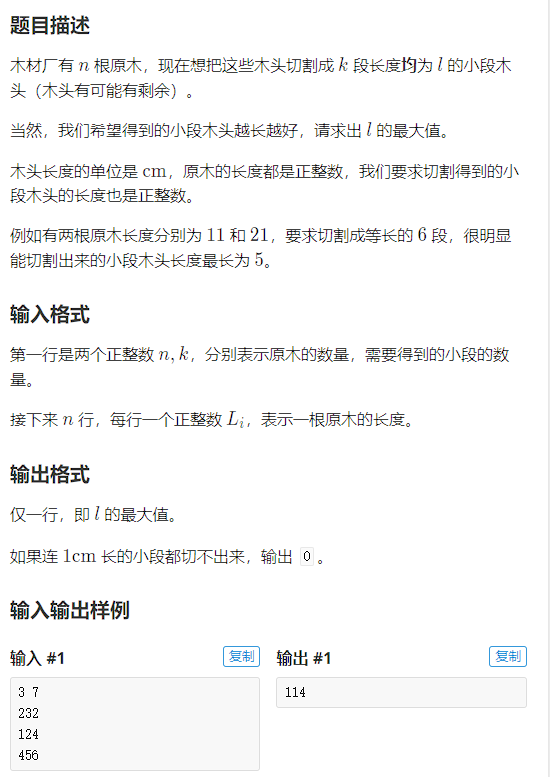 题目描述
木材厂有 n 根原木，现在想把这些木头切割成 k 段长度均为 l 的小段木
头（木头有可能有剩余）。
当然，我们希望得到的小段木头越长越好，请求出 l 的最大值。
木头长度的单位是 cm，原木的长度都是正整数，我们要求切割得到的小
段木头的长度也是正整数。
例如有两根原木长度分别为 11 和 21，要求切割成等长的 6 段，很明显
能切割出来的小段木头长度最长为 5。
输入格式
第一行是两个正整数 n, k，分别表示原木的数量，需要得到的小段的数
量。
接下来 n 行，每行一个正整数 Li，表示一根原木的长度。
输出格式
仅一行，即 l 的最大值。
如果连 1cm 长的小段都切不出来，输出 0 。
输入输出样例
输入 #1 复制
3 7
232
124
456
输出 #1 复制
114